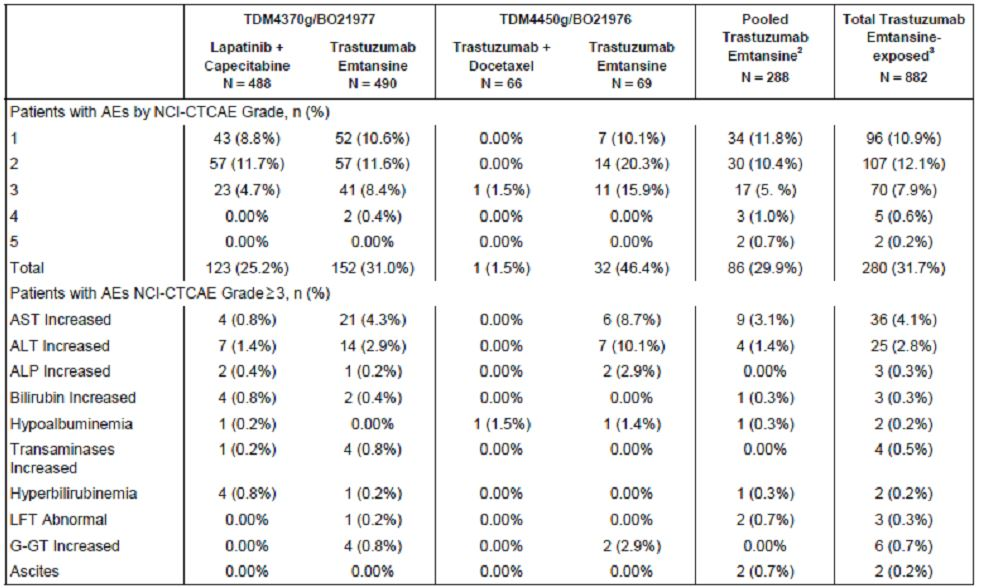 TDM4370g/BO21977 TDM4450g/BO21976 Pooled Trastuzumab Emtansine² N = 288 Total Trastuzumab Emtansine-exposed³ N = 882
Lapatinib + Capecitabine N = 488 Trastuzumab Emtansine N = 490 Trastuzumab + Docetaxel N = 66 Trastuzumab Emtansine N = 69
Patients with AEs by NCI-CTCAE Grade, n (%)
1 43 (8.8%) 52 (10.6%) 0.00% 7 (10.1%) 34 (11.8%) 96 (10.9%)
2 57 (11.7%) 57 (11.6%) 0.00% 14 (20.3%) 30 (10.4%) 107 (12.1%)
3 23 (4.7%) 41 (8.4%) 1 (1.5%) 11 (15.9%) 17 (5. %) 70 (7.9%)
4 0.00% 2 (0.4%) 0.00% 0.00% 3 (1.0%) 5 (0.6%)
5 0.00% 0.00% 0.00% 0.00% 2 (0.7%) 2 (0.2%)
Total 123 (25.2%) 152 (31.0%) 1 (1.5%) 32 (46.4%) 86 (29.9%) 280 (31.7%)
Patients with AEs NCI-CTCAE Grade ≥ 3, n (%)
AST Increased 4 (0.8%) 21 (4.3%) 0.00% 6 (8.7%) 9 (3.1%) 36 (4.1%)
ALT Increased 7 (1.4%) 14 (2.9%) 0.00% 7 (10.1%) 4 (1.4%) 25 (2.8%)
ALP Increased 2 (0.4%) 1 (0.2%) 0.00% 2 (2.9%) 0.00% 3 (0.3%)
Bilirubin Increased 4 (0.8%) 2 (0.4%) 0.00% 0.00% 1 (0.3%) 3 (0.3%)
Hypoalbuminemia 1 (0.2%) 0.00% 1 (1.5%) 1 (1.4%) 1 (0.3%) 2 (0.2%)
Transaminases Increased 1 (0.2%) 4 (0.8%) 0.00% 0.00% 0.00% 4 (0.5%)
Hyperbilirubinemia 4 (0.8%) 1 (0.2%) 0.00% 0.00% 1 (0.3%) 2 (0.2%)
LFT Abnormal 0.00% 1 (0.2%) 0.00% 0.00% 2 (0.7%) 3 (0.3%)
G-GT Increased 0.00% 4 (0.8%) 0.00% 2 (2.9%) 0.00% 6 (0.7%)
Ascites 0.00% 0.00% 0.00% 0.00% 2 (0.7%) 2 (0.2%)